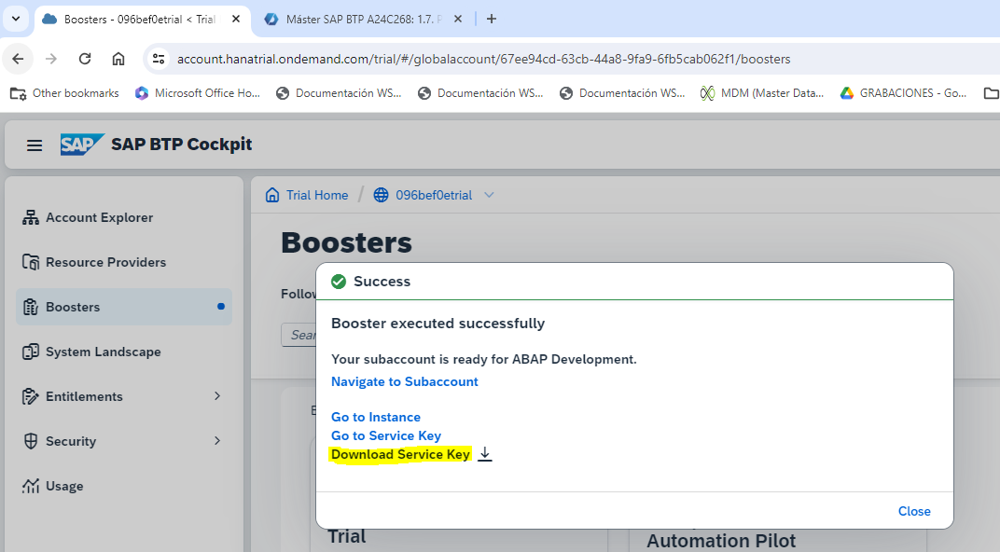 Boosters - 096bef0etrial < Trial
Máster SAP BTP A24C268: 1.7.
account.hanatrial.ondemand.com/trial/#/globalaccount/67ee94cd-63cb-44a8-9fa9-6fb5cab062f1/boosters
Other bookmarks
Microsoft Office Ho...
Documentación WS...
Documentación WS...
Documentación WS...
MDM (Master Data...
GRABACIONES - Go...
SAP SAP BTP Cockpit
Account Explorer
Resource Providers
Boosters
System Landscape
Entitlements
Security
Usage
Trial Home / 096bef0etrial
Boosters
Success
Booster executed successfully
Your subaccount is ready for ABAP Development.
Navigate to Subaccount
Go to Instance
Go to Service Key
Download Service Key
Close
Trial
Automation Pilot